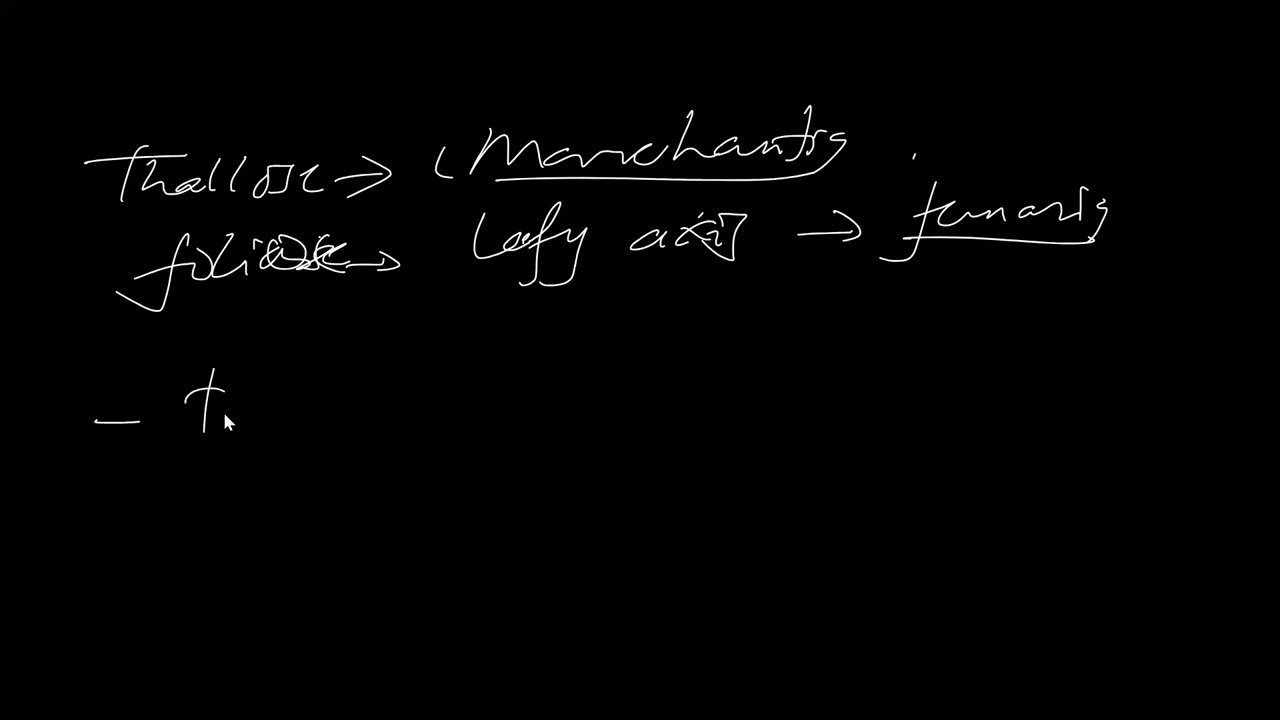 Thallose → Marchantia
foliose → Leafy axis → funaria
- t